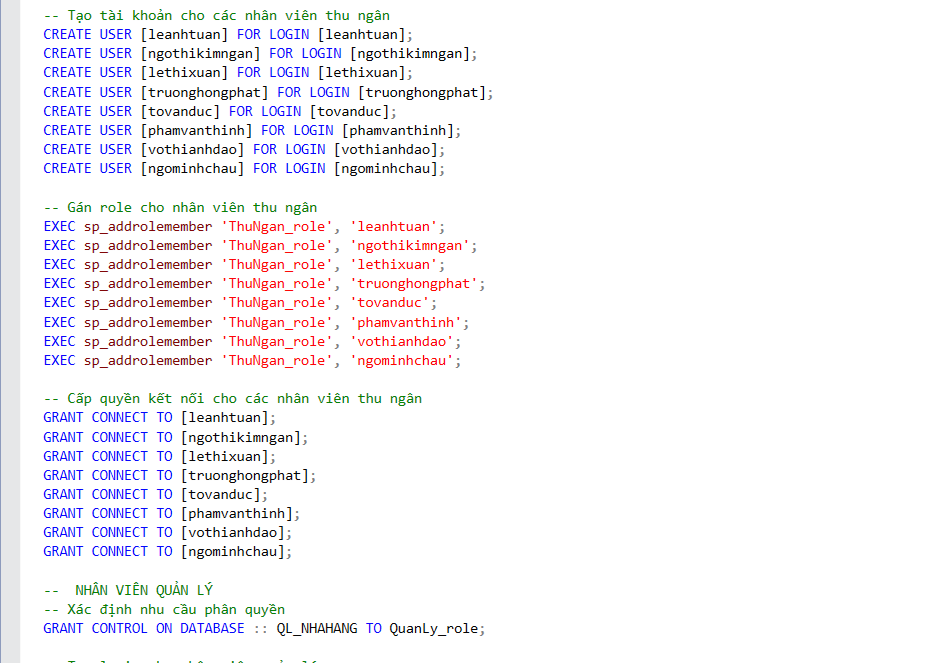 -- Tạo tài khoản cho các nhân viên thu ngân
CREATE USER [leanhtuan] FOR LOGIN [leanhtuan];
CREATE USER [ngothikimngan] FOR LOGIN [ngothikimngan];
CREATE USER [lethixuan] FOR LOGIN [lethixuan];
CREATE USER [truonghongphat] FOR LOGIN [truonghongphat];
CREATE USER [tovanduc] FOR LOGIN [tovanduc];
CREATE USER [phamvanthinh] FOR LOGIN [phamvanthinh];
CREATE USER [vothianhdao] FOR LOGIN [vothianhdao];
CREATE USER [ngominhchau] FOR LOGIN [ngominhchau];
-- Gán role cho nhân viên thu ngân
EXEC sp_addrolemember 'ThuNgan_role', 'leanhtuan';
EXEC sp_addrolemember 'ThuNgan_role', 'ngothikimngan';
EXEC sp_addrolemember 'ThuNgan_role', 'lethixuan';
EXEC sp_addrolemember 'ThuNgan_role', 'truonghongphat';
EXEC sp_addrolemember 'ThuNgan_role', 'tovanduc';
EXEC sp_addrolemember 'ThuNgan_role', 'phamvanthinh';
EXEC sp_addrolemember 'ThuNgan_role', 'vothianhdao';
EXEC sp_addrolemember 'ThuNgan_role', 'ngominhchau';
-- Cấp quyền kết nối cho các nhân viên thu ngân
GRANT CONNECT TO [leanhtuan];
GRANT CONNECT TO [ngothikimngan];
GRANT CONNECT TO [lethixuan];
GRANT CONNECT TO [truonghongphat];
GRANT CONNECT TO [tovanduc];
GRANT CONNECT TO [phamvanthinh];
GRANT CONNECT TO [vothianhdao];
GRANT CONNECT TO [ngominhchau];
--  NHÂN VIÊN QUẢN LÝ
-- Xác định nhu cầu phân quyền
GRANT CONTROL ON DATABASE :: QL_NHAHANG TO QuanLy_role;